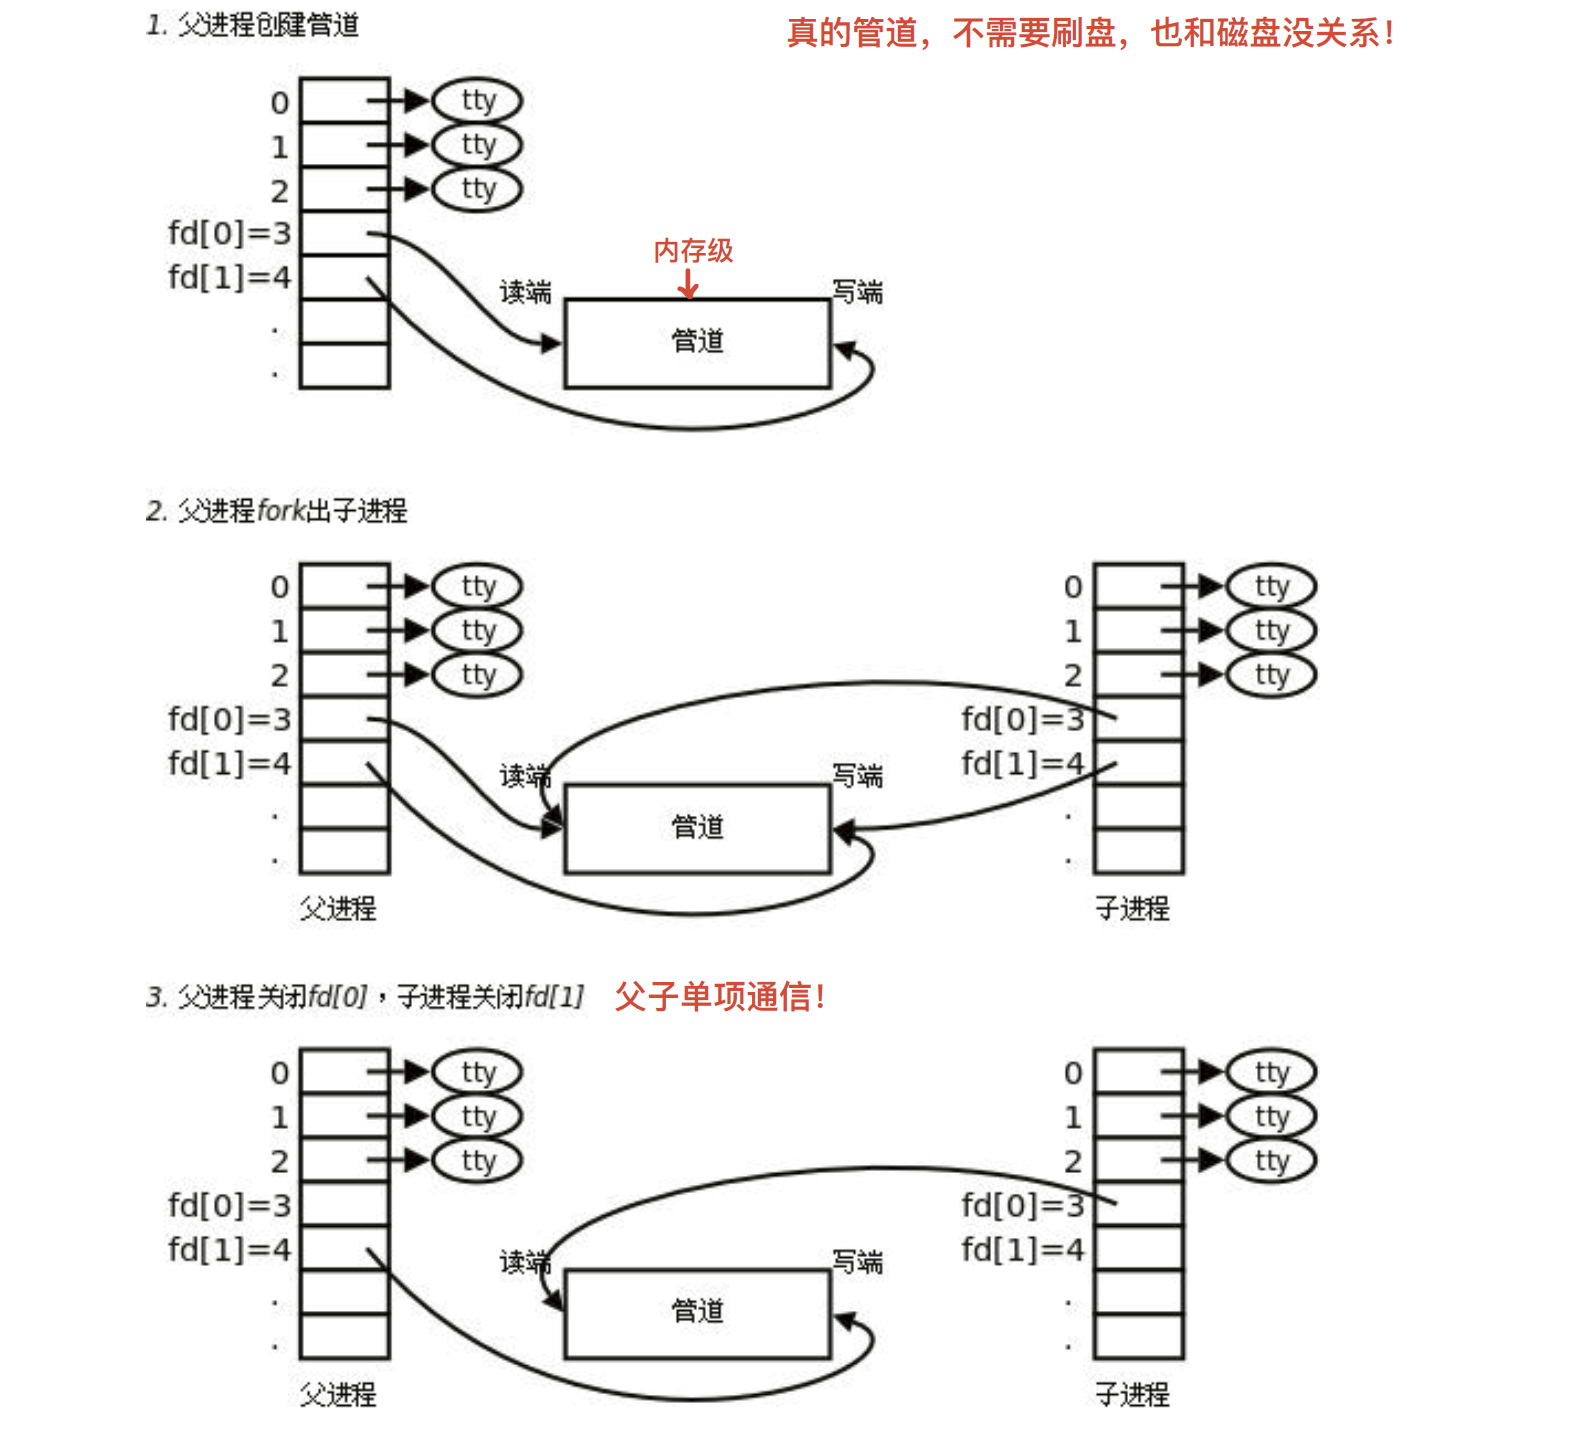 1. 父进程创建管道
真的管道，不需要刷盘，也和磁盘没关系！
0 tty
1 tty
2 tty
fd[0]=3
内存级
fd[1]=4
读端 写端
管道
.
.
2. 父进程fork出子进程
0 tty 0 tty
1 tty 1 tty
2 tty 2 tty
fd[0]=3 fd[0]=3
fd[1]=4 读端 写端 fd[1]=4
. 管道 .
. .
父进程 子进程
3. 父进程关闭fd[0]，子进程关闭fd[1] 父子单项通信！
0 tty 0 tty
1 tty 1 tty
2 tty 2 tty
fd[0]=3 fd[0]=3
fd[1]=4 读端 写端 fd[1]=4
. 管道 .
. .
父进程 子进程